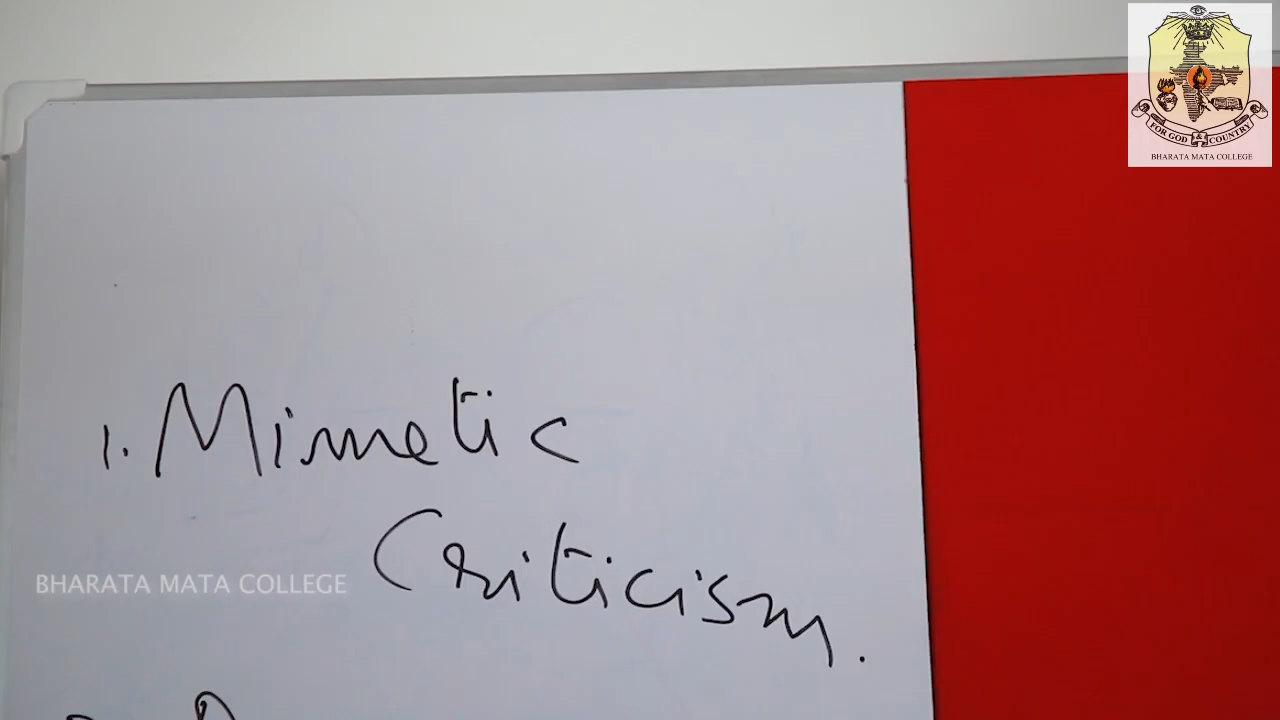 FOR GOD & COUNTRY
BHARATA MATA COLLEGE
1. Mimetic
Criticism.
BHARATA MATA COLLEGE